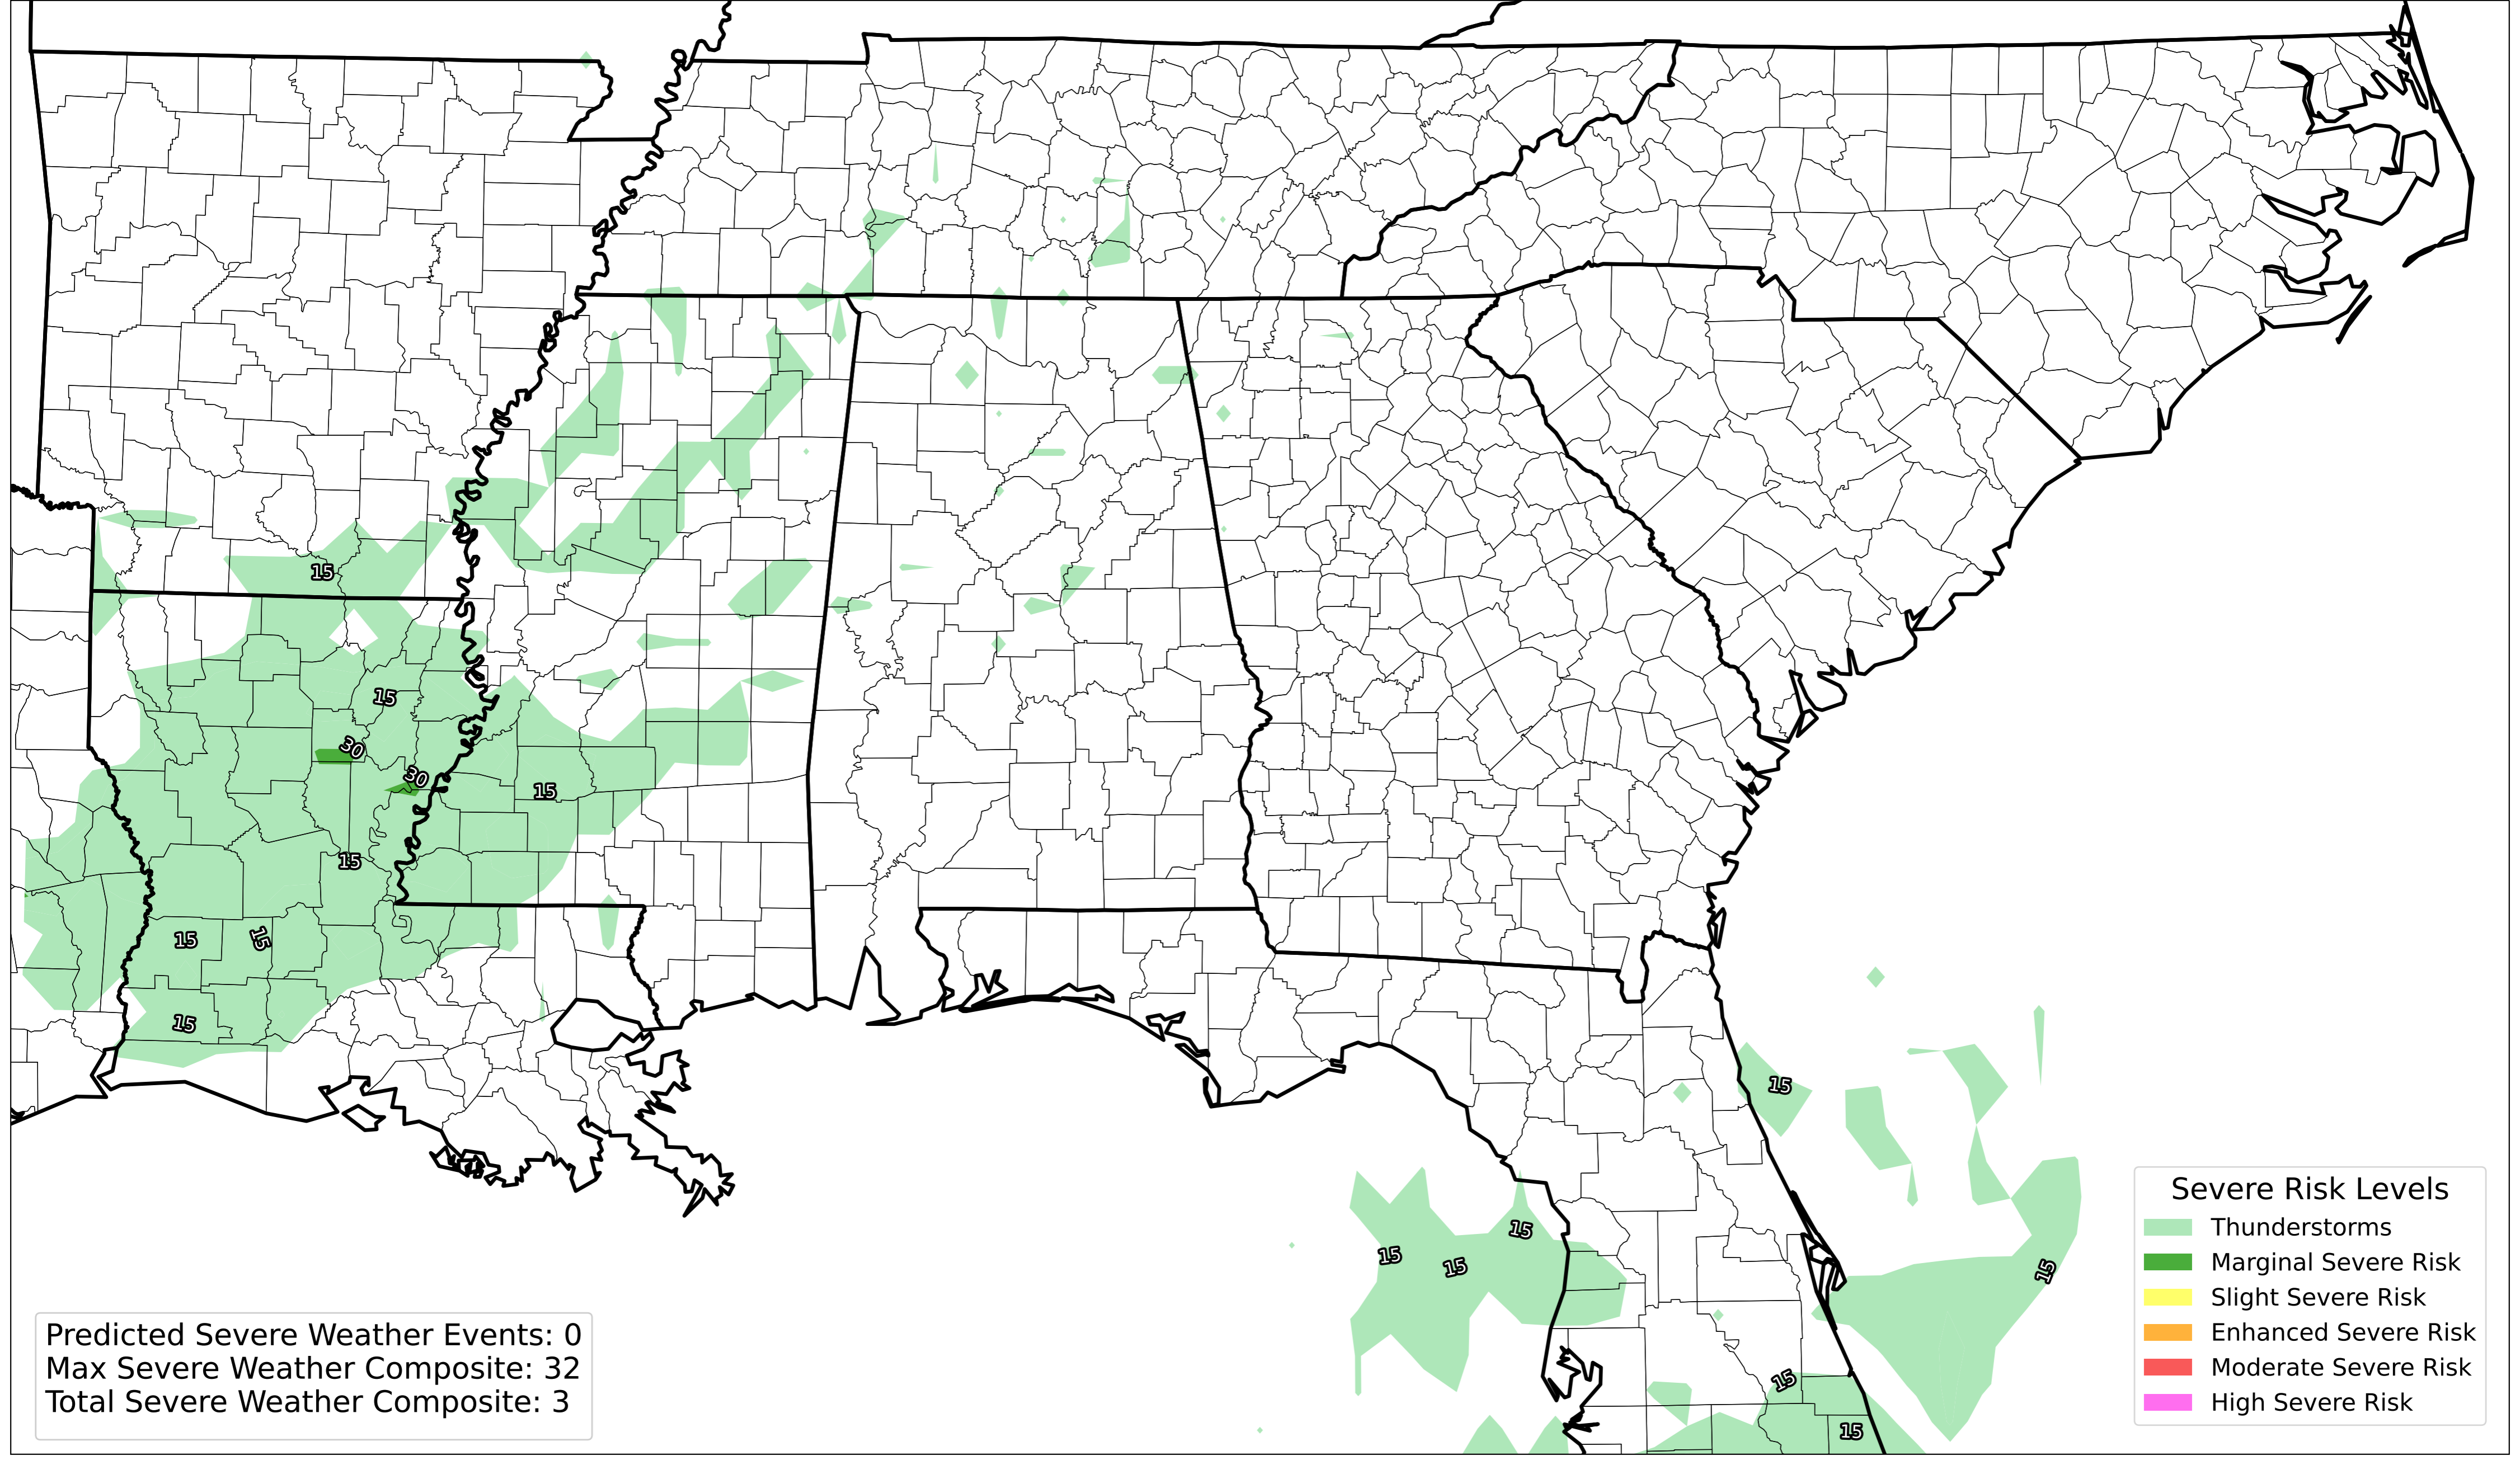 15
15
30
30
15
15
15
15
15
15
15
15
15
15
15
15
Severe Risk Levels
Thunderstorms
Marginal Severe Risk
Slight Severe Risk
Enhanced Severe Risk
Moderate Severe Risk
High Severe Risk
Predicted Severe Weather Events: 0
Max Severe Weather Composite: 32
Total Severe Weather Composite: 3